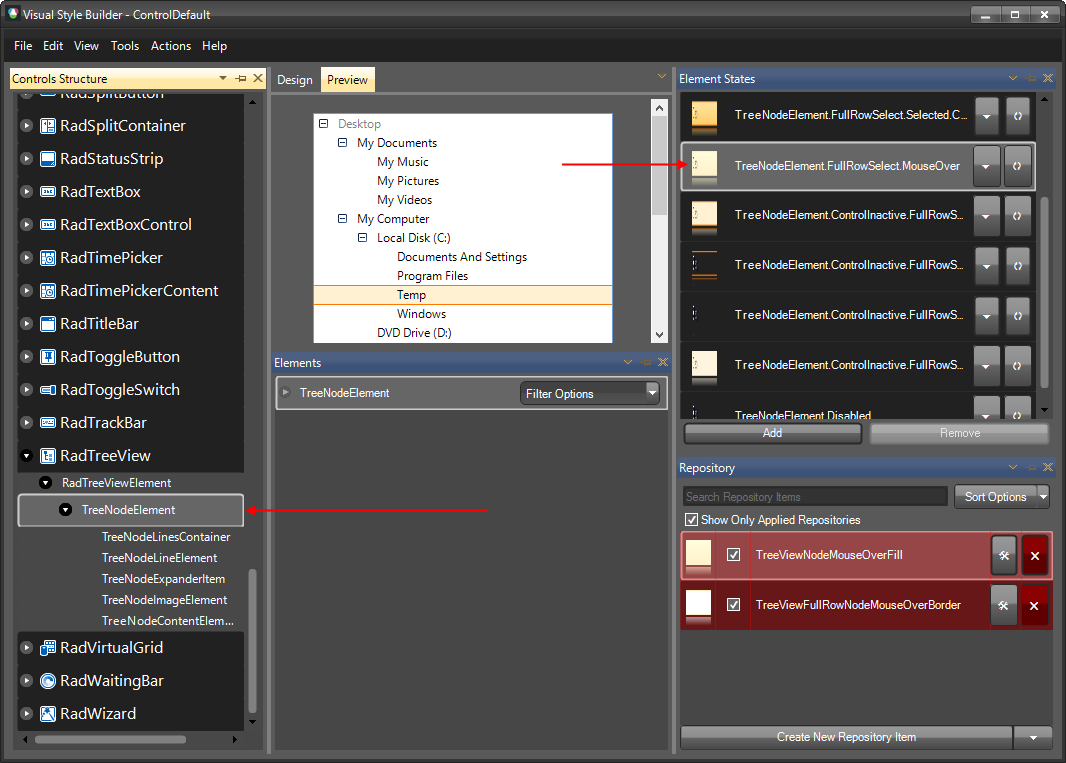 Visual Style Builder - ControlDefault
File Edit View Tools Actions Help
Controls Structure
RadSplitButton
RadSplitContainer
RadStatusStrip
RadTextBox
RadTextBoxControl
RadTimePicker
RadTimePickerContent
RadTitleBar
RadToggleButton
RadToggleSwitch
RadTrackBar
RadTreeView
RadTreeViewElement
TreeNodeElement
TreeNodeLinesContainer
TreeNodeLineElement
TreeNodeExpanderItem
TreeNodeImageElement
TreeNodeContentElem...
RadVirtualGrid
RadWaitingBar
RadWizard
Design Preview
Desktop
My Documents
My Music
My Pictures
My Videos
My Computer
Local Disk (C:)
Documents And Settings
Program Files
Temp
Windows
DVD Drive (D:)
Elements
TreeNodeElement Filter Options
Element States
TreeNodeElement.FullRowSelect.Selected.C...
TreeNodeElement.FullRowSelect.MouseOver
TreeNodeElement.ControlInactive.FullRowS...
TreeNodeElement.ControlInactive.FullRowS...
TreeNodeElement.ControlInactive.FullRowS...
TreeNodeElement.ControlInactive.FullRowS...
TreeNodeElement.Disabled
Add Remove
Repository
Search Repository Items Sort Options
Show Only Applied Repositories
TreeViewNodeMouseOverFill
TreeViewFullRowNodeMouseOverBorder
Create New Repository Item